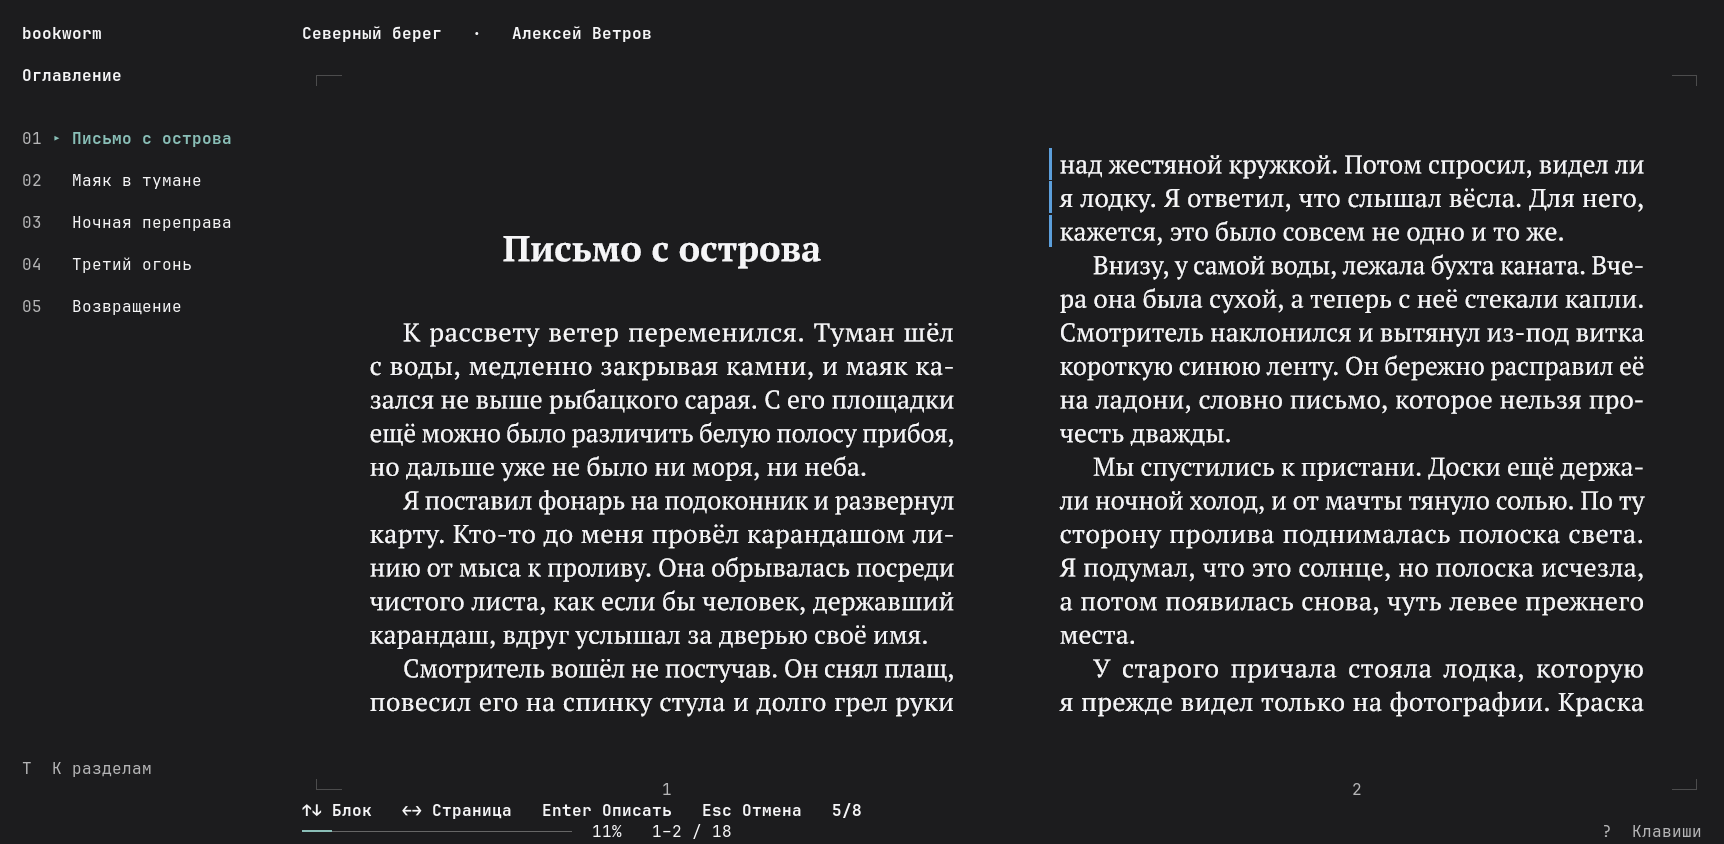 bookworm
Северный берег · Алексей Ветров
Оглавление
01 ▸ Письмо с острова
02 Маяк в тумане
03 Ночная переправа
04 Третий огонь
05 Возвращение
T К разделам
Письмо с острова
К рассвету ветер переменился. Туман шёл
с воды, медленно закрывая камни, и маяк ка-
зался не выше рыбацкого сарая. С его площадки
ещё можно было различить белую полосу прибоя,
но дальше уже не было ни моря, ни неба.
Я поставил фонарь на подоконник и развернул
карту. Кто-то до меня провёл карандашом ли-
нию от мыса к проливу. Она обрывалась посреди
чистого листа, как если бы человек, державший
карандаш, вдруг услышал за дверью своё имя.
Смотритель вошёл не постучав. Он снял плащ,
повесил его на спинку стула и долго грел руки
1
над жестяной кружкой. Потом спросил, видел ли
я лодку. Я ответил, что слышал вёсла. Для него,
кажется, это было совсем не одно и то же.
Внизу, у самой воды, лежала бухта каната. Вче-
ра она была сухой, а теперь с неё стекали капли.
Смотритель наклонился и вытянул из-под витка
короткую синюю ленту. Он бережно расправил её
на ладони, словно письмо, которое нельзя про-
честь дважды.
Мы спустились к пристани. Доски ещё держа-
ли ночной холод, и от мачты тянуло солью. По ту
сторону пролива поднималась полоска света.
Я подумал, что это солнце, но полоска исчезла,
а потом появилась снова, чуть левее прежнего
места.
У старого причала стояла лодка, которую
я прежде видел только на фотографии. Краска
2
↑↓ Блок ←→ Страница Enter Описать Esc Отмена 5/8
11% 1–2 / 18
? Клавиши